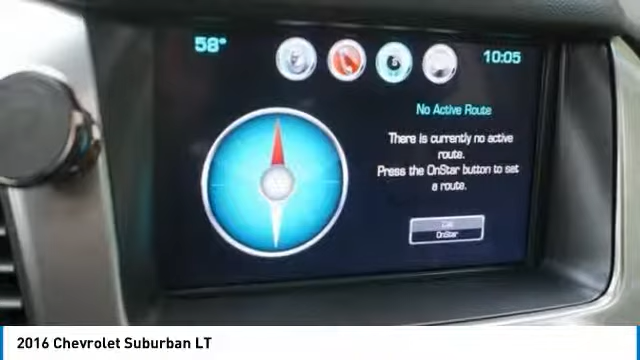 58°
10:05
No Active Route
There is currently no active
route.
Press the OnStar button to set
a route.
Call
OnStar
2016 Chevrolet Suburban LT